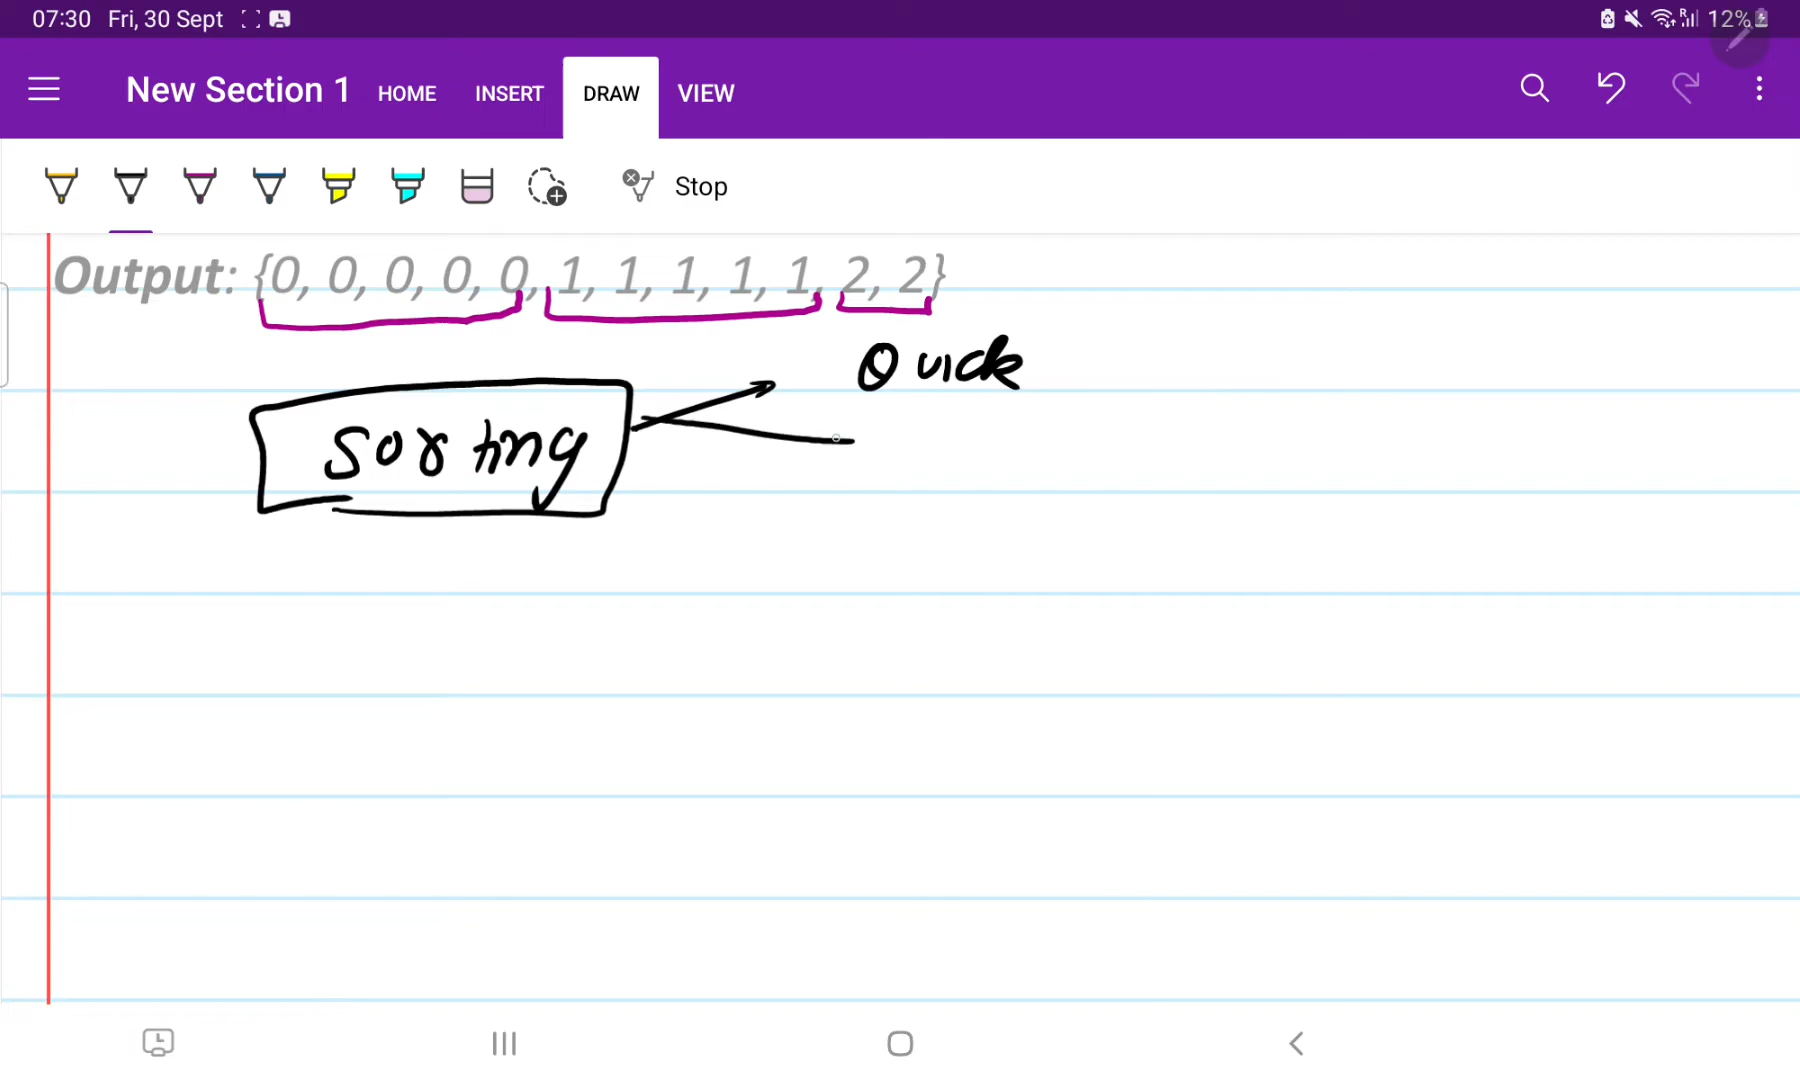 07:30 Fri, 30 Sept 12%
New Section 1 HOME INSERT DRAW VIEW
Stop
Output: {0, 0, 0, 0, 0, 1, 1, 1, 1, 1, 2, 2}
Quick
Sorting